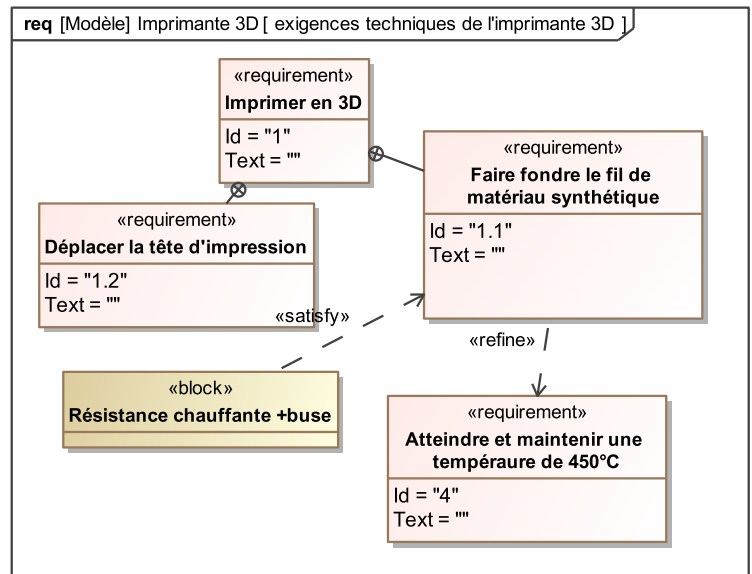 req [Modèle] Imprimante 3D [ exigences techniques de l'imprimante 3D ]
«requirement»
Imprimer en 3D
Id = "1"
Text = ""
«requirement»
Faire fondre le fil de
matériau synthétique
Id = "1.1"
Text = ""
«requirement»
Déplacer la tête d'impression
Id = "1.2"
Text = ""
«satisfy»
«refine»
«block»
Résistance chauffante +buse
«requirement»
Atteindre et maintenir une
tempéraure de 450°C
Id = "4"
Text = ""